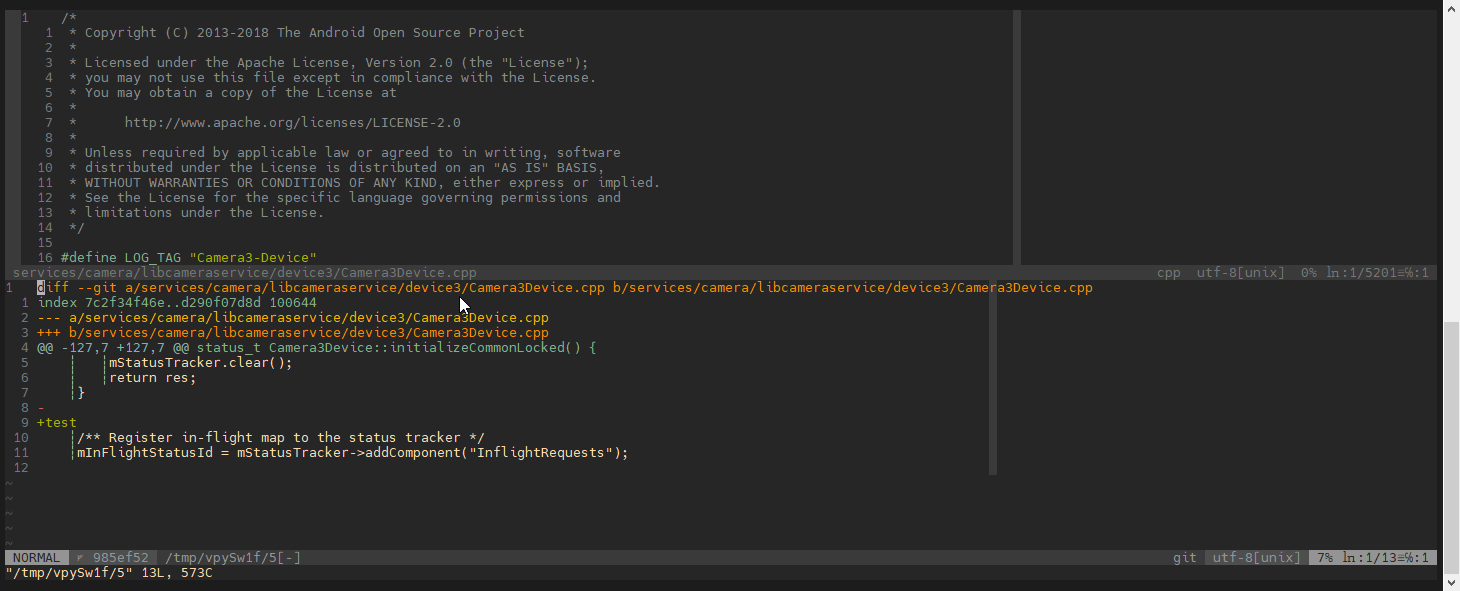 1    /*
  1  * Copyright (C) 2013-2018 The Android Open Source Project
  2  *
  3  * Licensed under the Apache License, Version 2.0 (the "License");
  4  * you may not use this file except in compliance with the License.
  5  * You may obtain a copy of the License at
  6  *
  7  *      http://www.apache.org/licenses/LICENSE-2.0
  8  *
  9  * Unless required by applicable law or agreed to in writing, software
 10  * distributed under the License is distributed on an "AS IS" BASIS,
 11  * WITHOUT WARRANTIES OR CONDITIONS OF ANY KIND, either express or implied.
 12  * See the License for the specific language governing permissions and
 13  * limitations under the License.
 14  */
 15
 16 #define LOG_TAG "Camera3-Device"
services/camera/libcameraservice/device3/Camera3Device.cpp    cpp  utf-8[unix]  0% ln:1/5201≡℅:1
1   diff --git a/services/camera/libcameraservice/device3/Camera3Device.cpp b/services/camera/libcameraservice/device3/Camera3Device.cpp
  1 index 7c2f34f46e..d290f07d8d 100644
  2 --- a/services/camera/libcameraservice/device3/Camera3Device.cpp
  3 +++ b/services/camera/libcameraservice/device3/Camera3Device.cpp
  4 @@ -127,7 +127,7 @@ status_t Camera3Device::initializeCommonLocked() {
  5     ¦   ¦mStatusTracker.clear();
  6     ¦   ¦return res;
  7     ¦}
  8 -
  9 +test
 10     ¦/** Register in-flight map to the status tracker */
 11     ¦mInFlightStatusId = mStatusTracker->addComponent("InflightRequests");
 12
~
~
~
~
~
NORMAL  985ef52  /tmp/vpySw1f/5[-]    git  utf-8[unix]  7% ln:1/13≡℅:1
"/tmp/vpySw1f/5" 13L, 573C